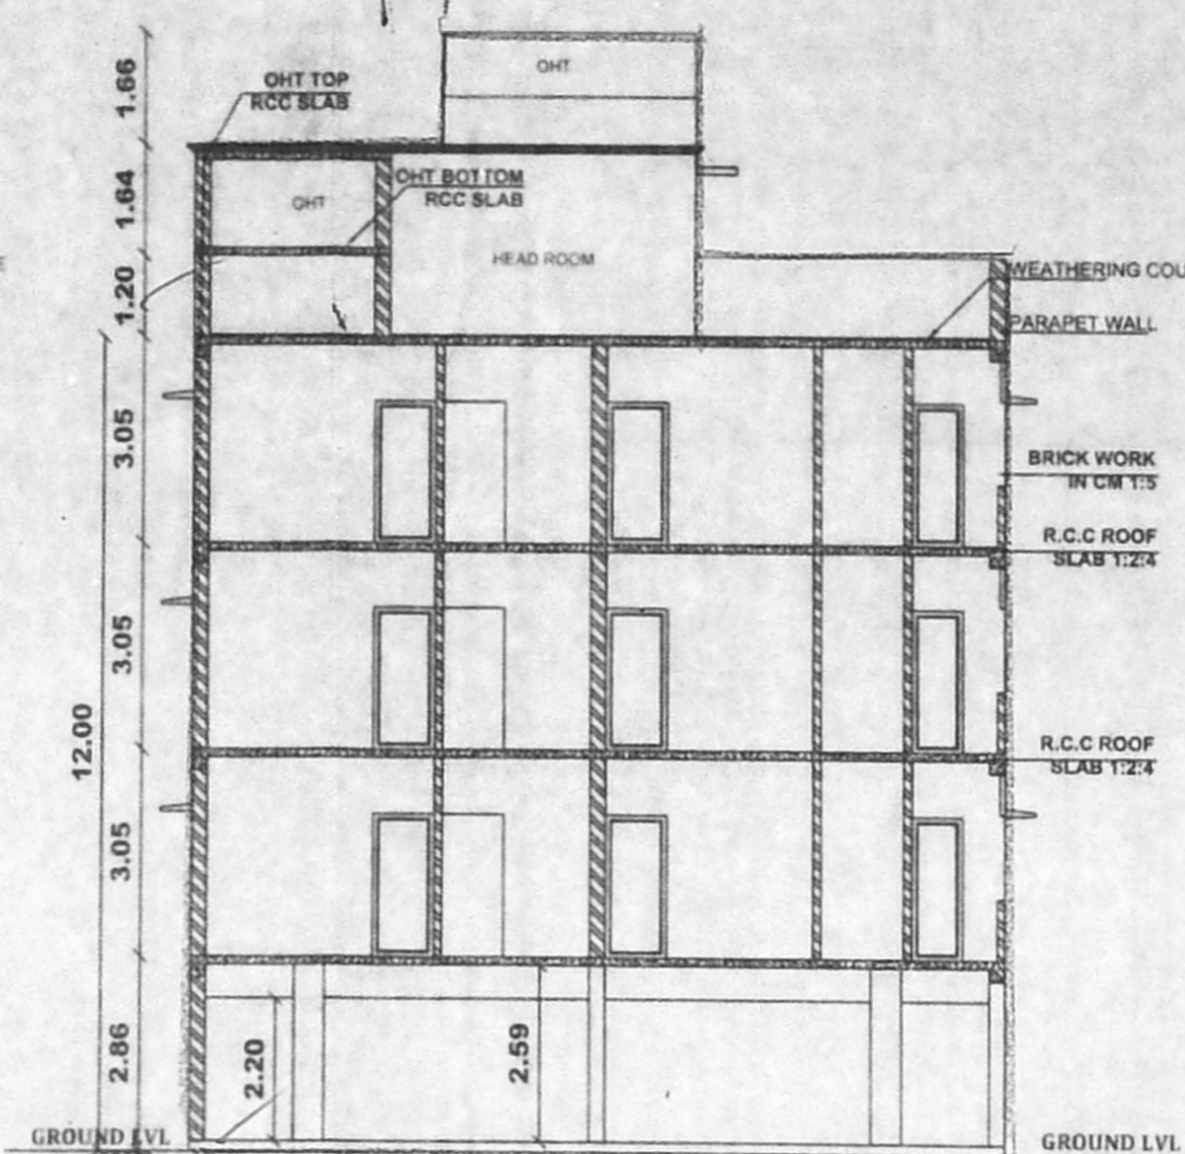 OHT
1.66
OHT TOP
RCC SLAB
1.64
OHT BOTTOM
RCC SLAB
OHT
HEAD ROOM
1.20
WEATHERING COU
PARAPET WALL
3.05
BRICK WORK
IN CM 1:5
R.C.C ROOF
SLAB 1:2:4
3.05
12.00
R.C.C ROOF
SLAB 1:2:4
3.05
2.86
2.20
2.59
GROUND LVL
GROUND LVL